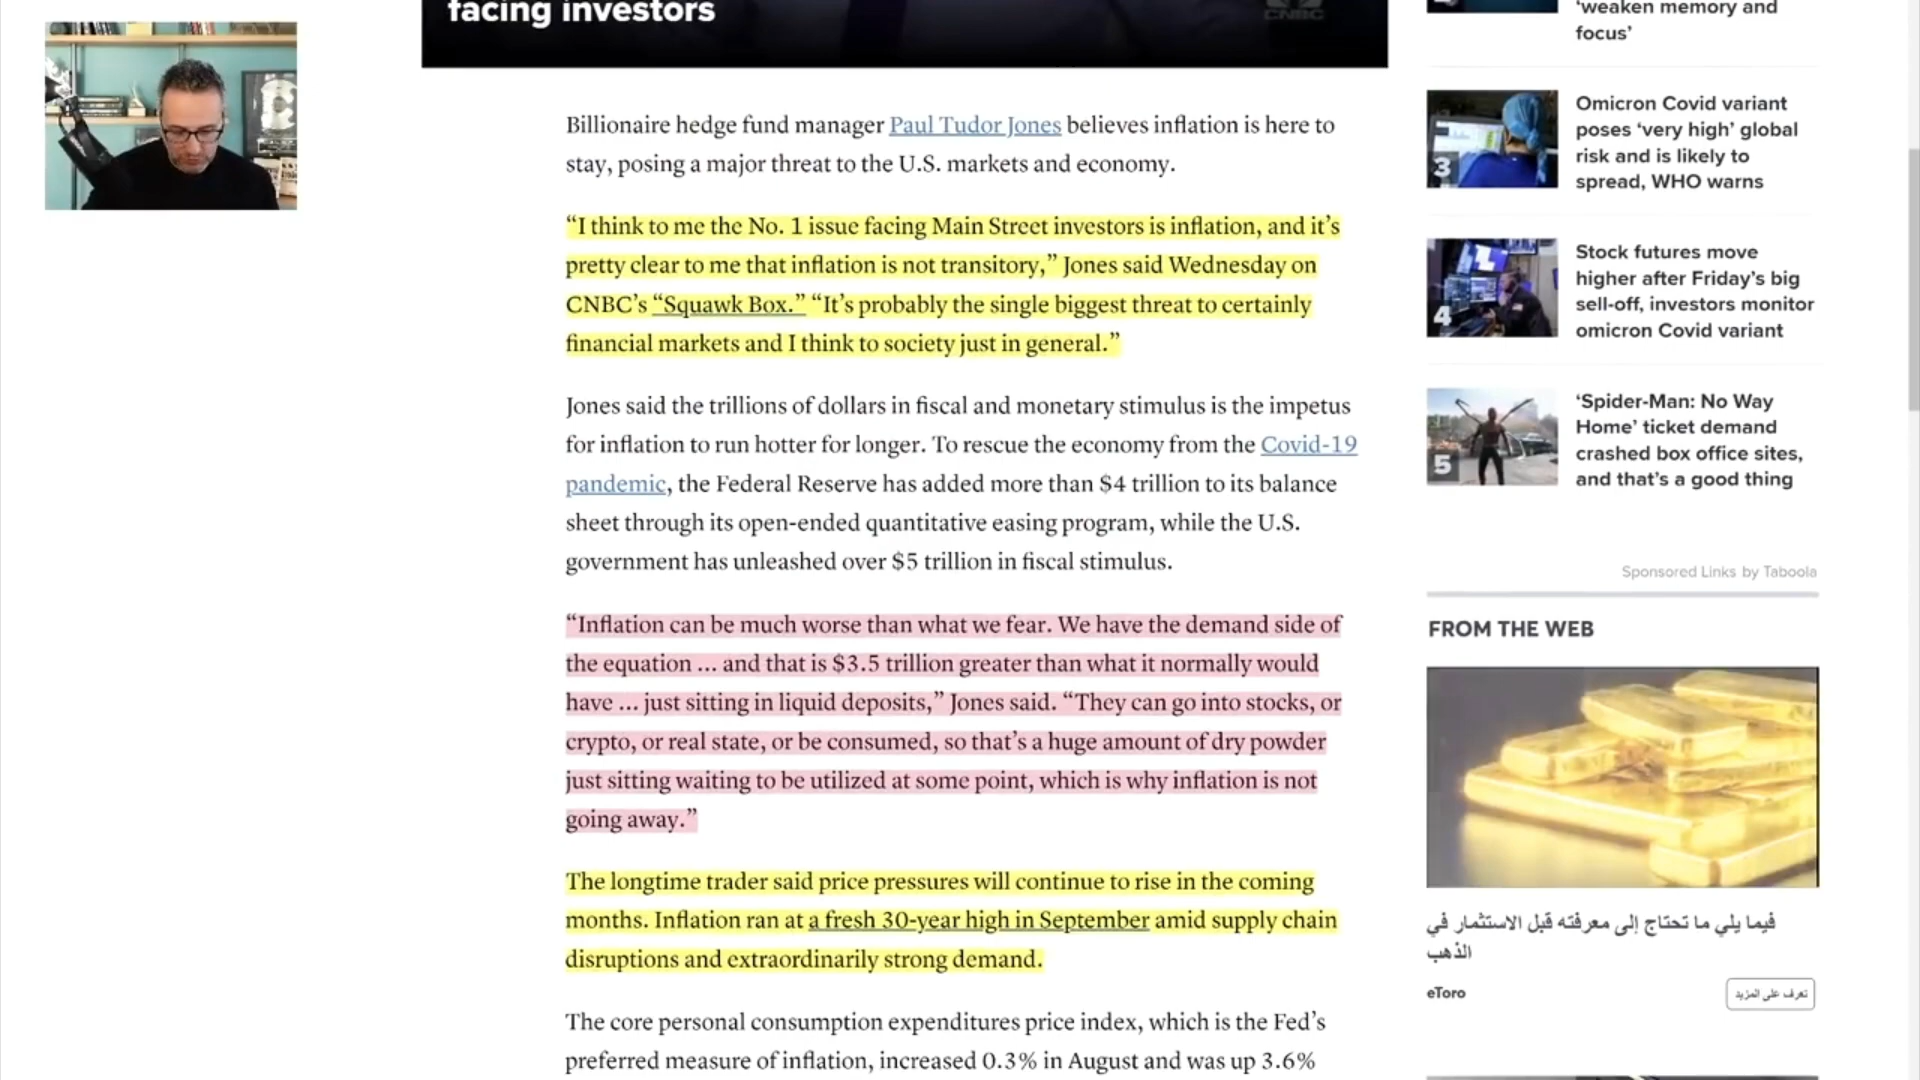 facing investors
CNBC
Billionaire hedge fund manager Paul Tudor Jones believes inflation is here to
stay, posing a major threat to the U.S. markets and economy.
“I think to me the No. 1 issue facing Main Street investors is inflation, and it’s
pretty clear to me that inflation is not transitory,” Jones said Wednesday on
CNBC’s “Squawk Box.” “It’s probably the single biggest threat to certainly
financial markets and I think to society just in general.”
Jones said the trillions of dollars in fiscal and monetary stimulus is the impetus
for inflation to run hotter for longer. To rescue the economy from the Covid-19
pandemic, the Federal Reserve has added more than $4 trillion to its balance
sheet through its open-ended quantitative easing program, while the U.S.
government has unleashed over $5 trillion in fiscal stimulus.
“Inflation can be much worse than what we fear. We have the demand side of
the equation … and that is $3.5 trillion greater than what it normally would
have … just sitting in liquid deposits,” Jones said. “They can go into stocks, or
crypto, or real state, or be consumed, so that’s a huge amount of dry powder
just sitting waiting to be utilized at some point, which is why inflation is not
going away.”
The longtime trader said price pressures will continue to rise in the coming
months. Inflation ran at a fresh 30-year high in September amid supply chain
disruptions and extraordinarily strong demand.
The core personal consumption expenditures price index, which is the Fed’s
preferred measure of inflation, increased 0.3% in August and was up 3.6%
‘weaken memory and
focus’
3
Omicron Covid variant
poses ‘very high’ global
risk and is likely to
spread, WHO warns
4
Stock futures move
higher after Friday’s big
sell-off, investors monitor
omicron Covid variant
5
‘Spider-Man: No Way
Home’ ticket demand
crashed box office sites,
and that’s a good thing
Sponsored Links by Taboola
FROM THE WEB
فيما يلي ما تحتاج إلى معرفته قبل الاستثمار في
الذهب
eToro
تعرف على المزيد